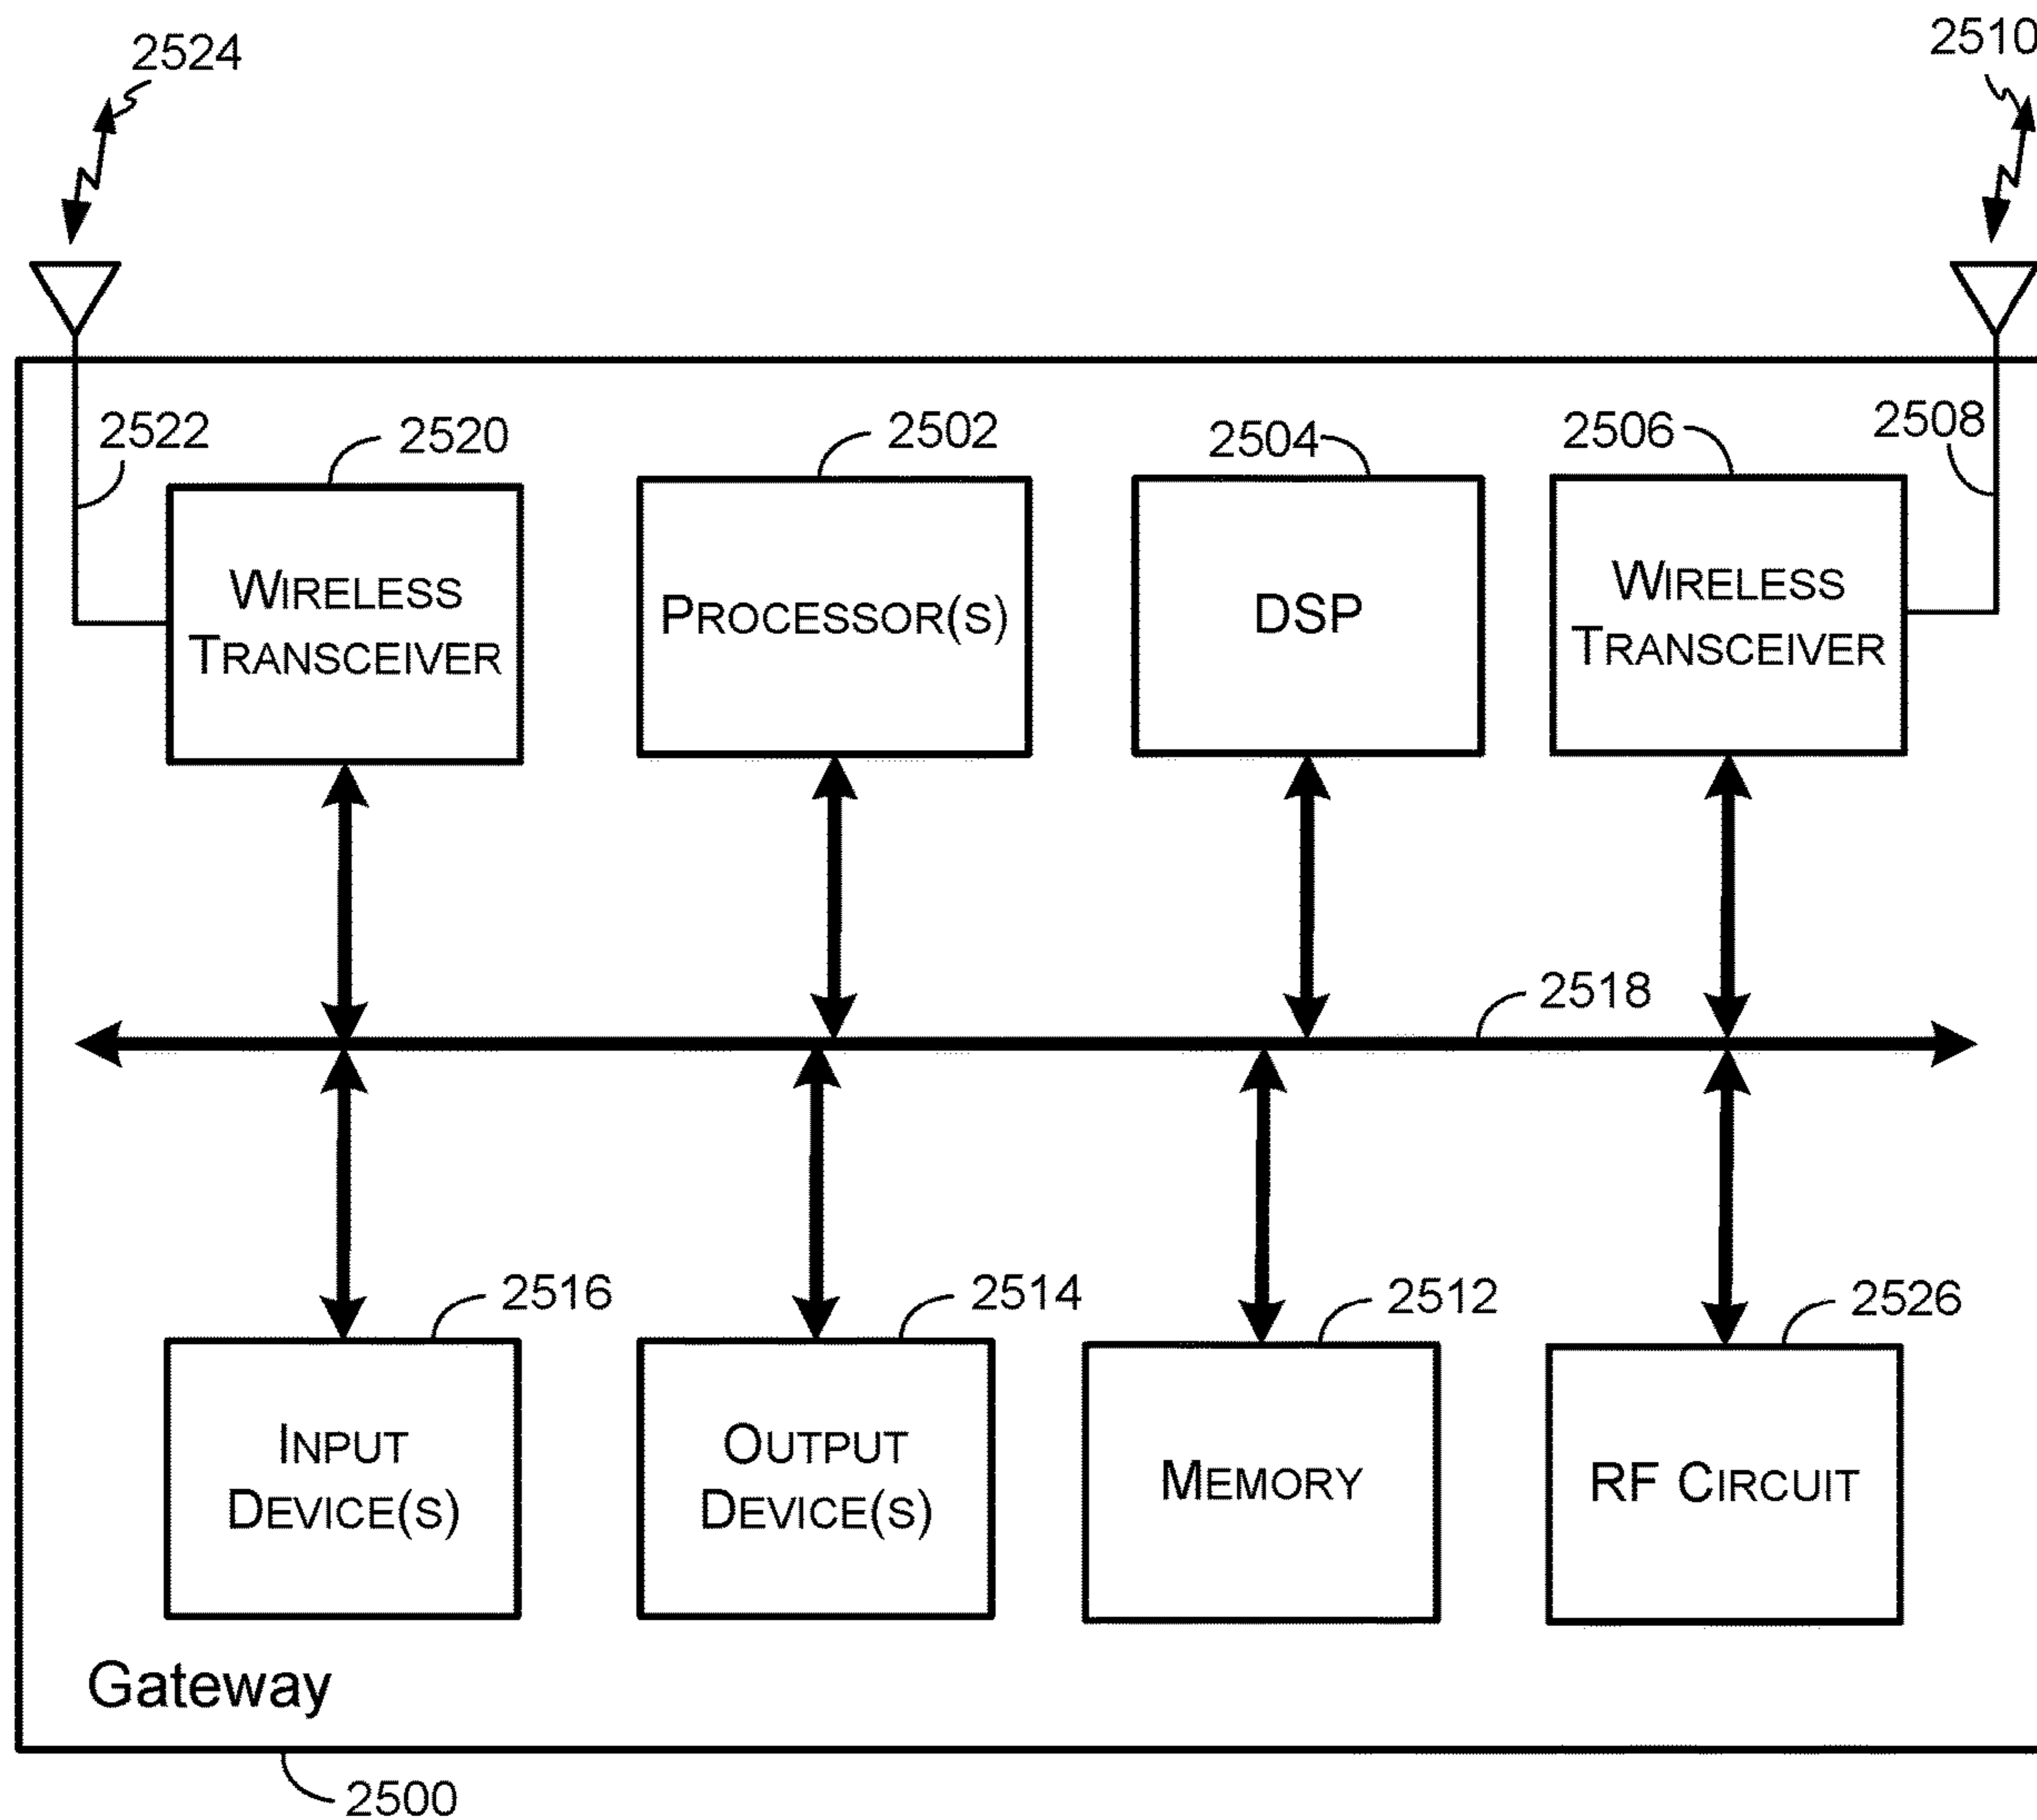 2524
2510
2522
2520
2502
2504
2506
2508
WIRELESS
TRANSCEIVER
PROCESSOR(S)
DSP
WIRELESS
TRANSCEIVER
2518
2516
2514
2512
2526
INPUT
DEVICE(S)
OUTPUT
DEVICE(S)
MEMORY
RF CIRCUIT
Gateway
2500